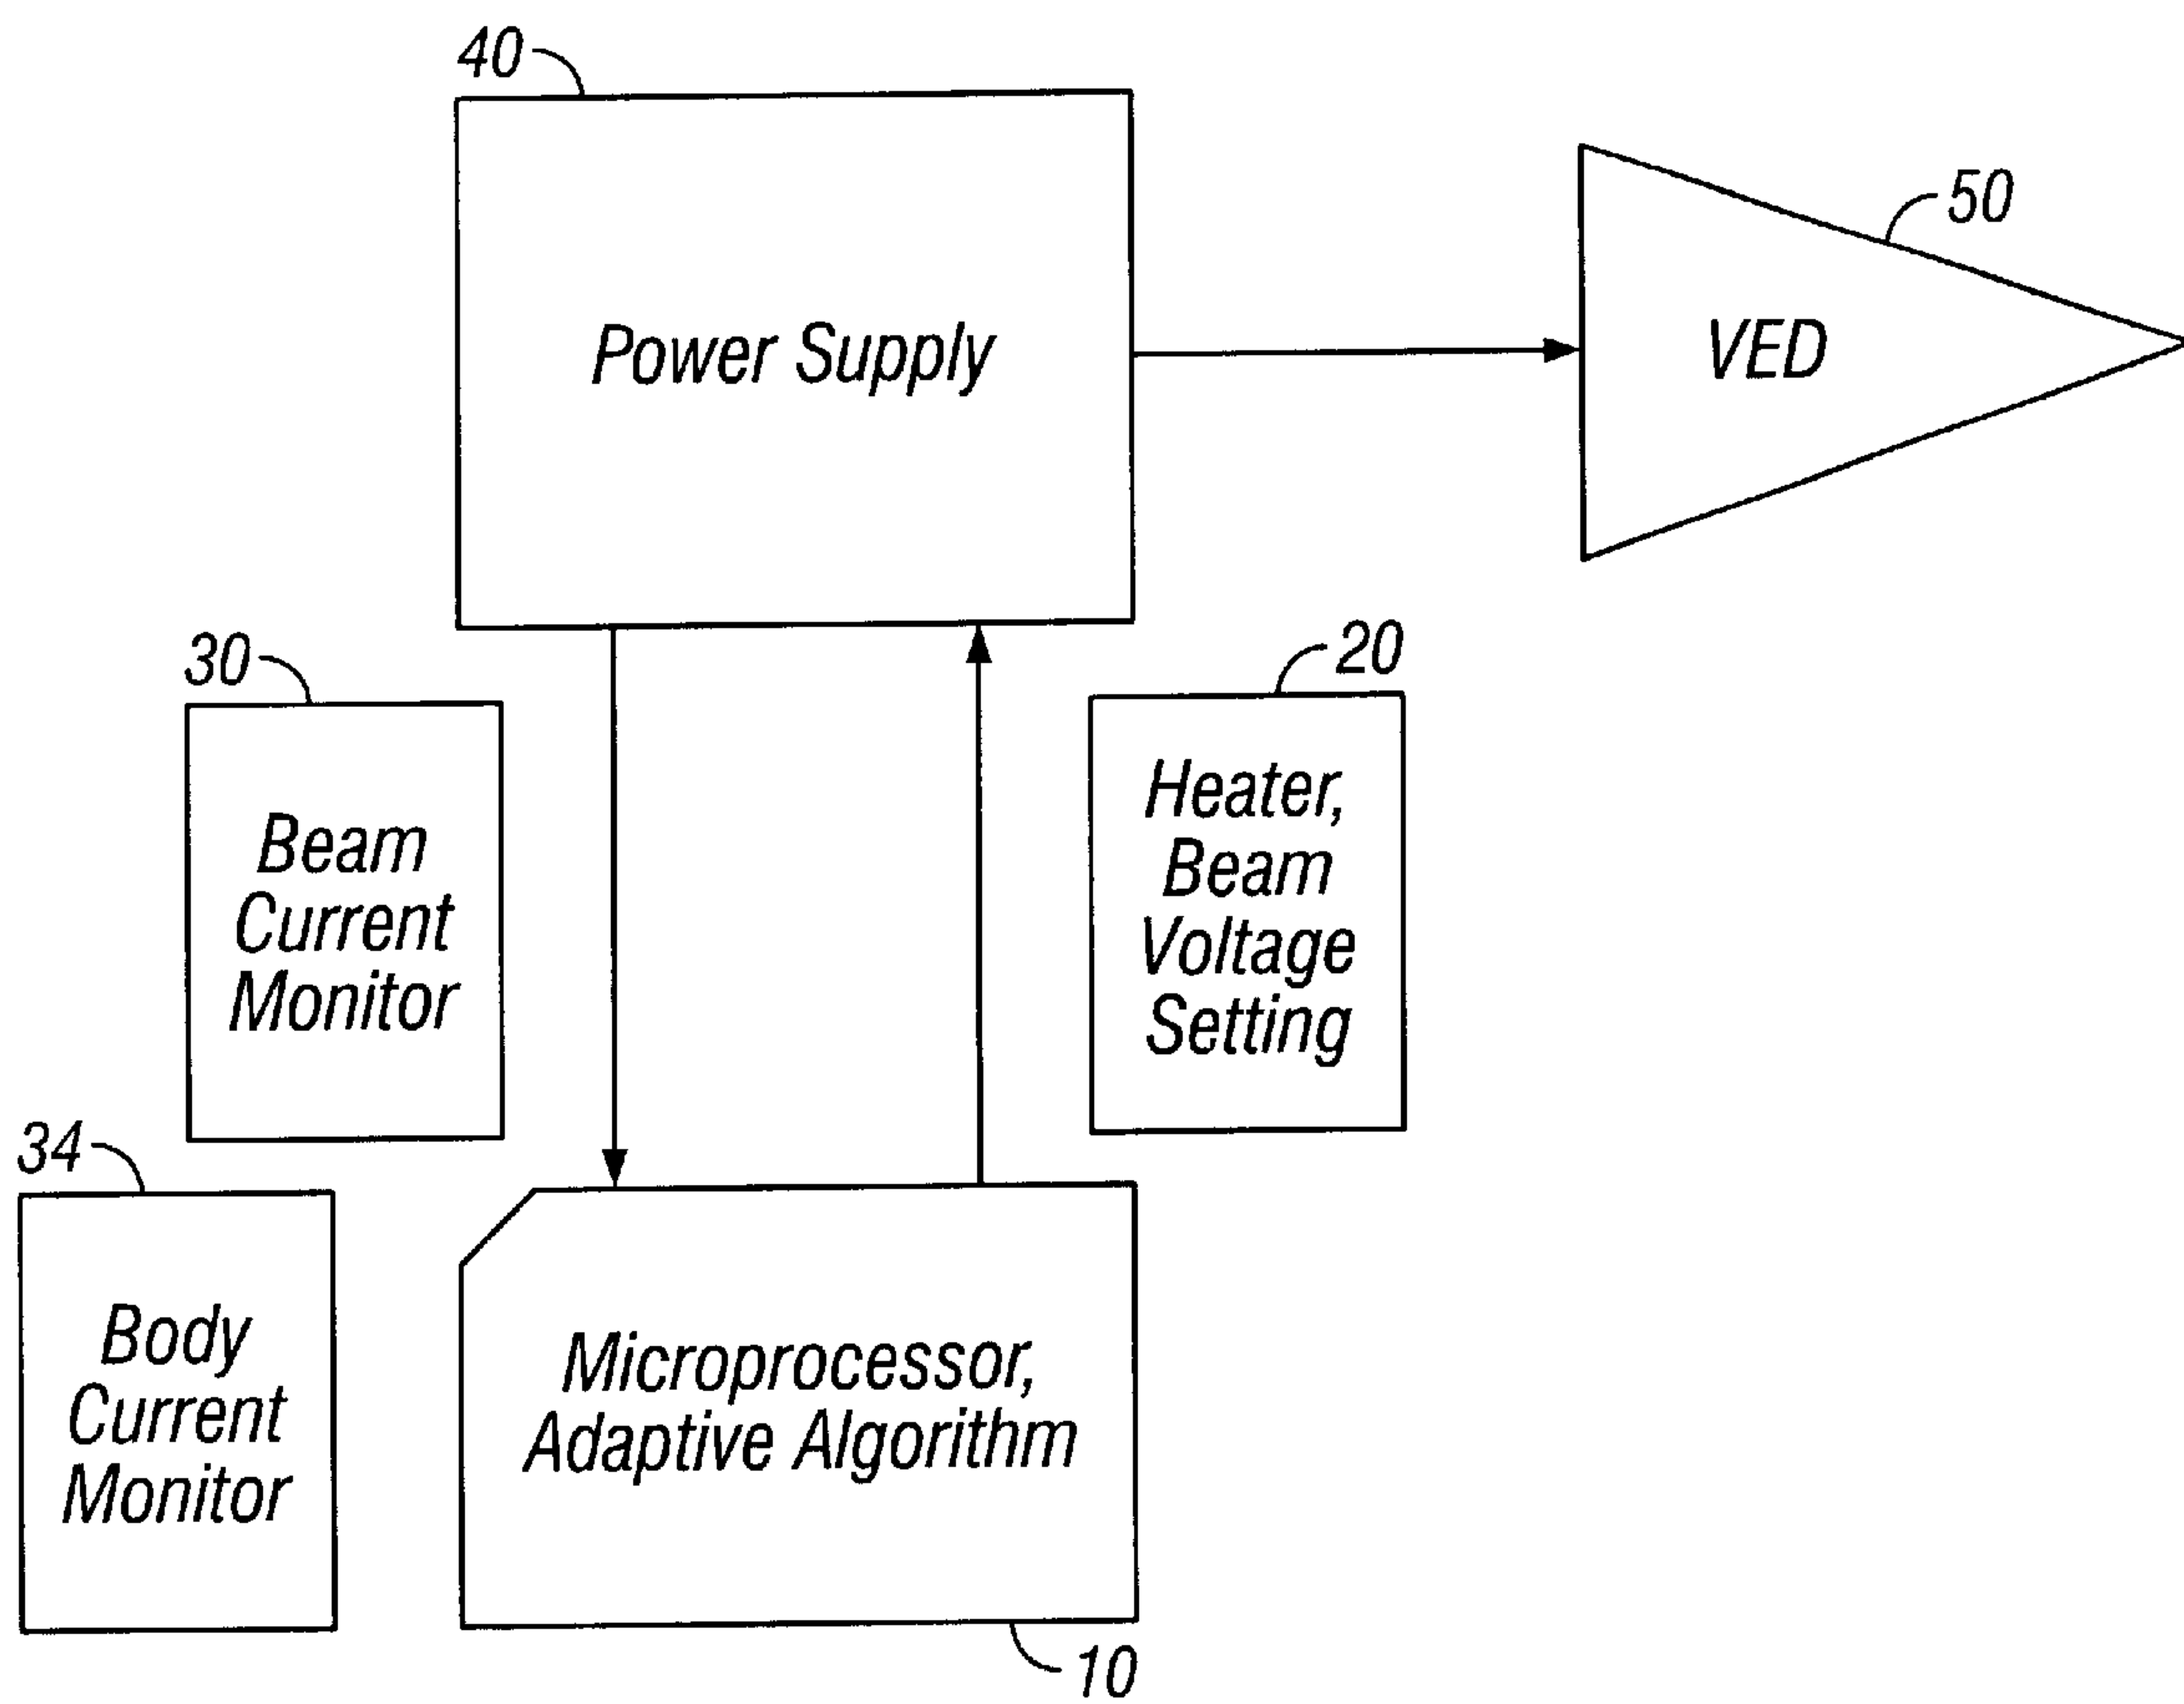 40
Power Supply
50
VED
30
Beam
Current
Monitor
20
Heater,
Beam
Voltage
Setting
34
Body
Current
Monitor
Microprocessor,
Adaptive Algorithm
10